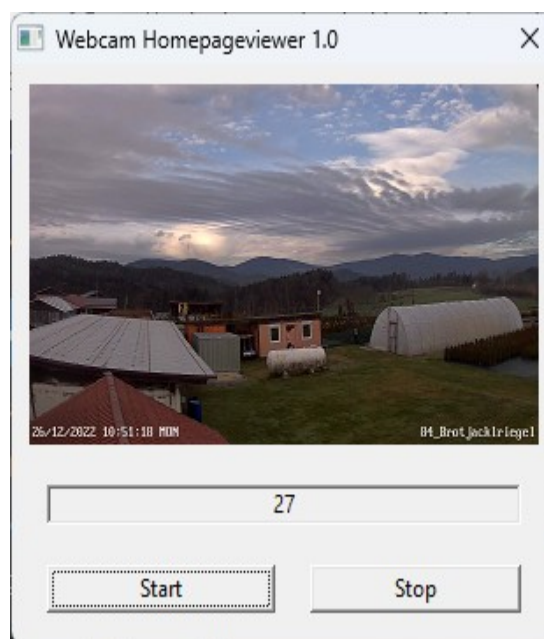 Webcam Homepageviewer 1.0
26/12/2022 10:51:18 MON
04_Brotjacklriegel
27
Start
Stop